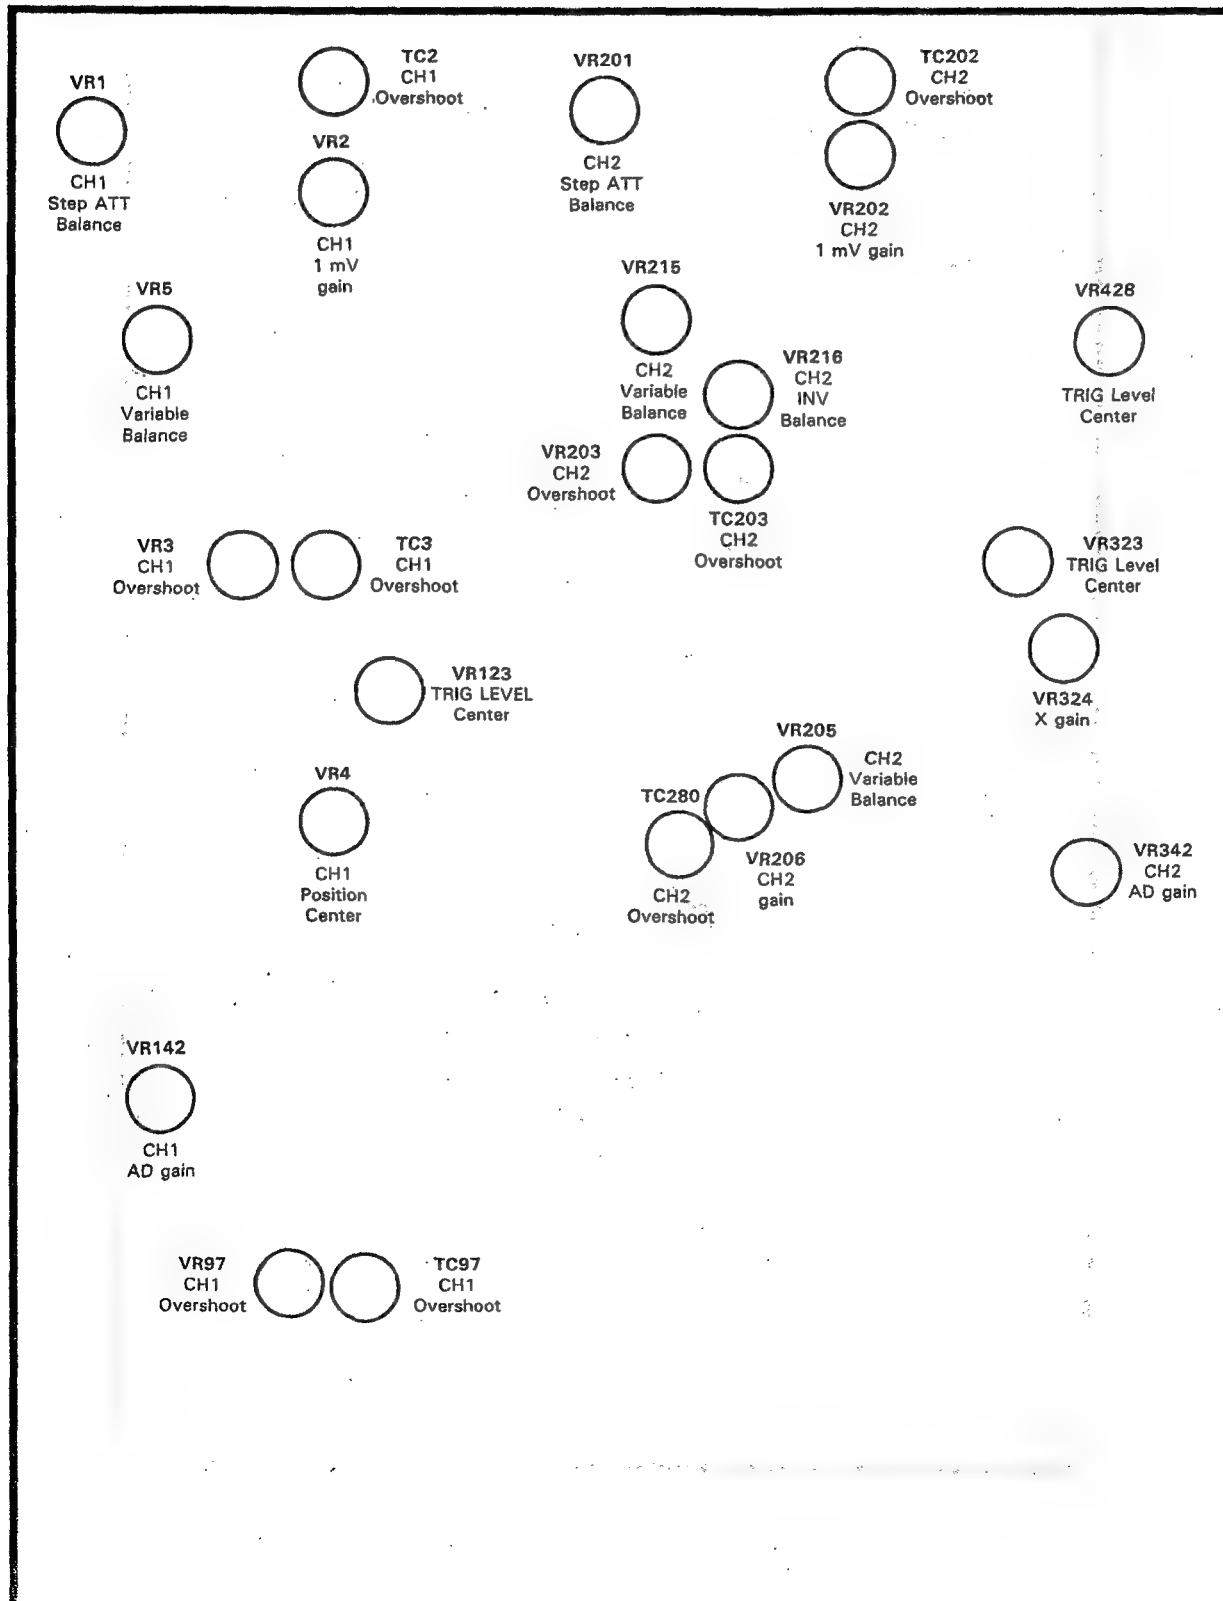 VR1
CH1
Step ATT
Balance
TC2
CH1
Overshoot
VR2
CH1
1 mV
gain
VR201
CH2
Step ATT
Balance
TC202
CH2
Overshoot
VR202
CH2
1 mV gain
VR5
CH1
Variable
Balance
VR215
CH2
Variable
Balance
VR216
CH2
INV
Balance
VR428
TRIG Level
Center
VR203
CH2
Overshoot
TC203
CH2
Overshoot
VR3
CH1
Overshoot
TC3
CH1
Overshoot
VR323
TRIG Level
Center
VR123
TRIG LEVEL
Center
VR324
X gain
VR4
CH1
Position
Center
TC280
CH2
Overshoot
VR205
CH2
Variable
Balance
VR206
CH2
gain
VR342
CH2
AD gain
VR142
CH1
AD gain
VR97
CH1
Overshoot
TC97
CH1
Overshoot